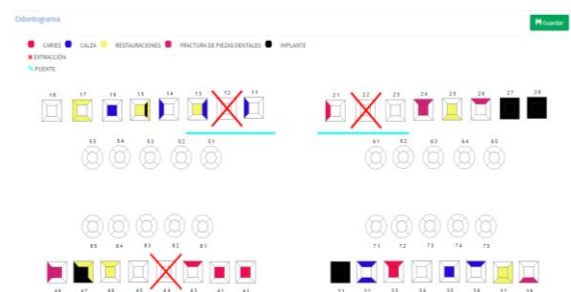 Odontograma
Guardar
CARIES CALZA RESTAURACIONES FRACTURA DE PIEZAS DENTALES IMPLANTE
EXTRACCIÓN
PUENTE
18 17 16 15 14 13 12 11 21 22 23 24 25 26 27 28
55 54 53 52 51 61 62 63 64 65
85 84 83 82 81 71 72 73 74 75
48 47 46 45 44 43 42 41 31 32 33 34 35 36 37 38